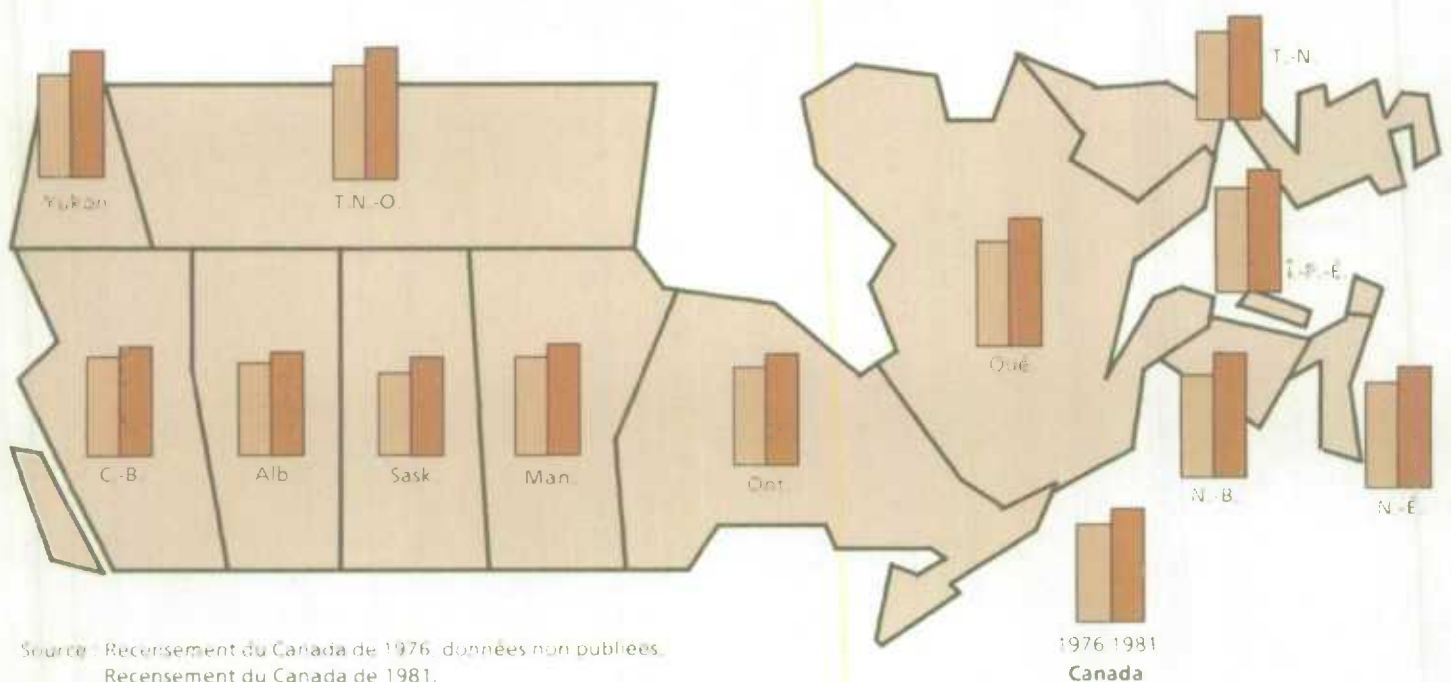 T.-N.
Yukon
T.N.-O.
Î.-P.-É.
Qué.
C.-B.
Alb.
Sask.
Man.
Ont.
N.-B.
N.-É.
1976 1981
Canada
Source : Recensement du Canada de 1976, données non publiées.
Recensement du Canada de 1981.